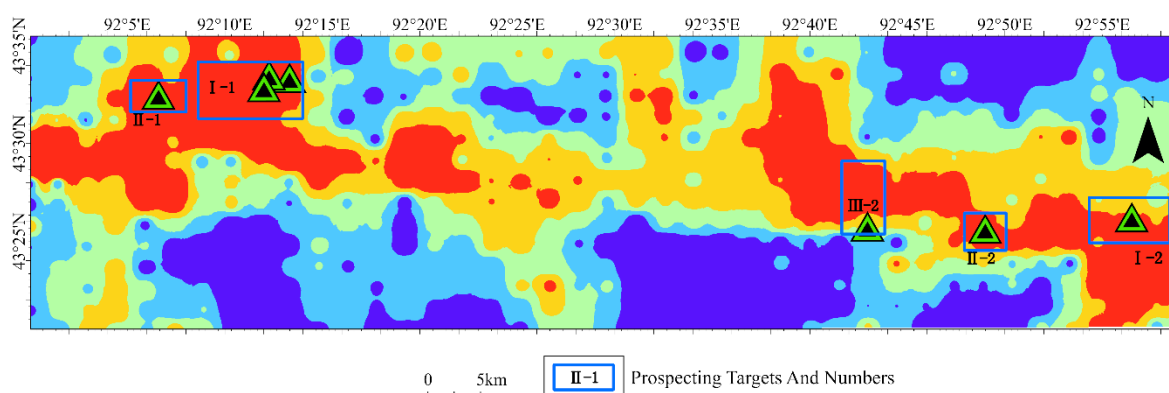 92°5'E 92°10'E 92°15'E 92°20'E 92°25'E 92°30'E 92°35'E 92°40'E 92°45'E 92°50'E 92°55'E
43°35'N
43°30'N
43°25'N
N
I-1
II-1
III-2
II-2
I-2
0 5km
II-1 Prospecting Targets And Numbers